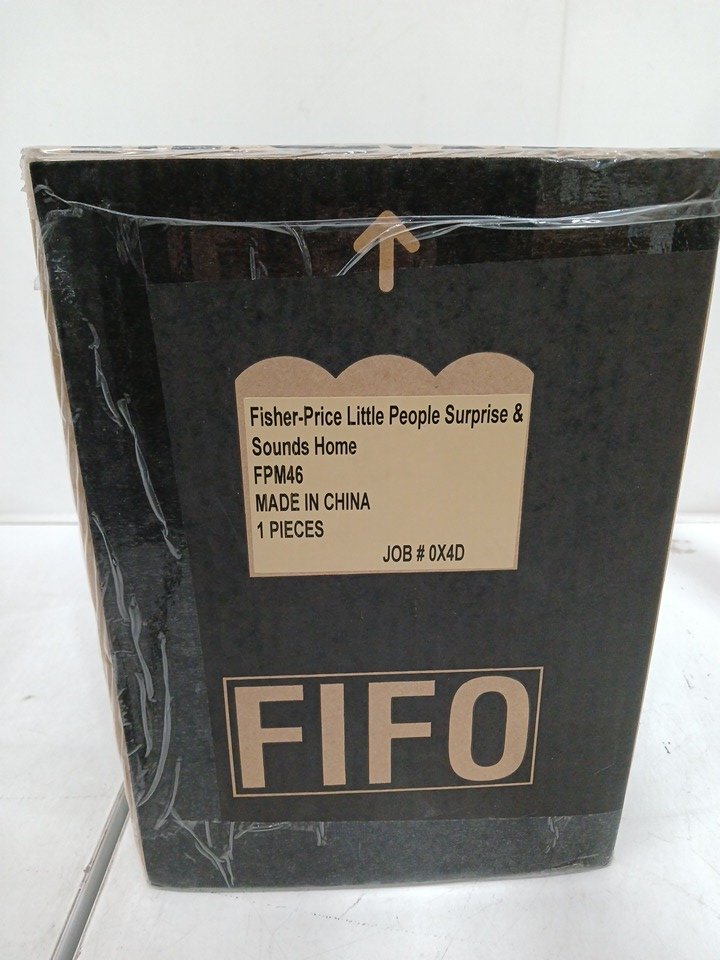 Fisher-Price Little People Surprise &
Sounds Home
FPM46
MADE IN CHINA
1 PIECES
JOB # 0X4D
FIFO